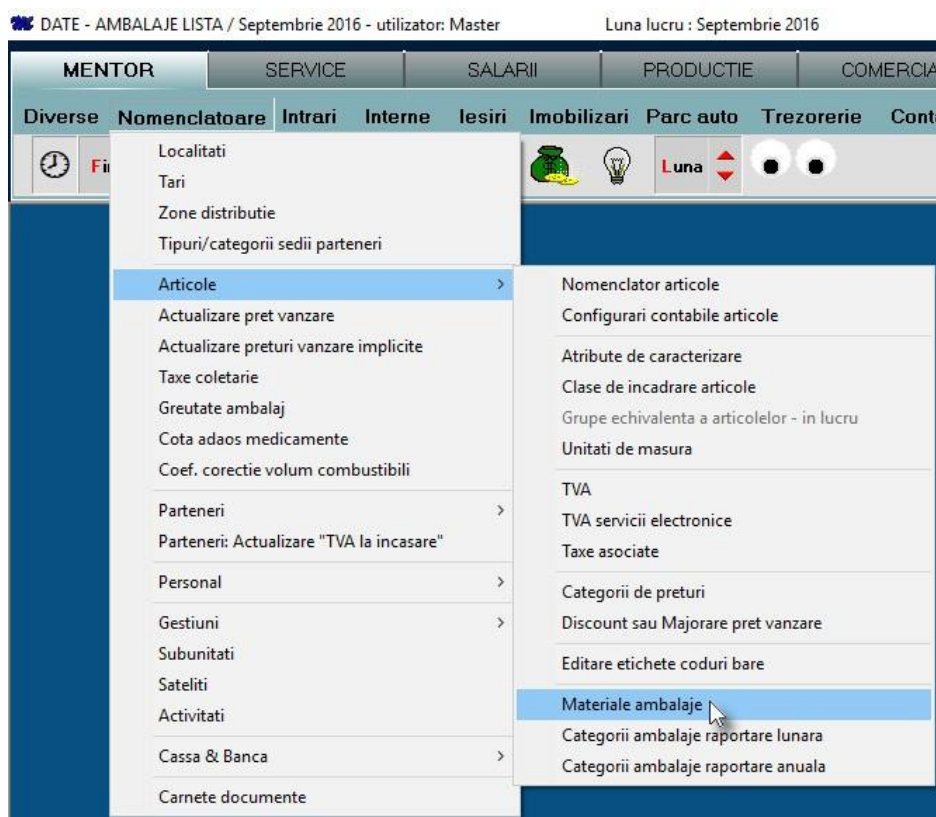 DATE - AMBALAJE LISTA / Septembrie 2016 - utilizator: Master Luna lucru : Septembrie 2016
MENTOR SERVICE SALARII PRODUCTIE
Diverse Nomenclatoare Intrari Interne Iesiri Imobilizari Parc auto Trezorerie
Luna
Localitati
Tari
Zone distributie
Tipuri/categorii sedii parteneri
Articole
Actualizare pret vanzare
Actualizare preturi vanzare implicite
Taxe coletarie
Greutate ambalaj
Cota adaos medicamente
Coef. corectie volum combustibili
Parteneri
Parteneri: Actualizare "TVA la incasare"
Personal
Gestiuni
Subunitati
Sateliti
Activitati
Cassa & Banca
Carnete documente
Nomenclator articole
Configurari contabile articole
Atribute de caracterizare
Clase de incadrare articole
Grupe echivalenta a articolelor - in lucru
Unitati de masura
TVA
TVA servicii electronice
Taxe asociate
Categorii de preturi
Discount sau Majorare pret vanzare
Editare etichete coduri bare
Materiale ambalaje
Categorii ambalaje raportare lunara
Categorii ambalaje raportare anuala